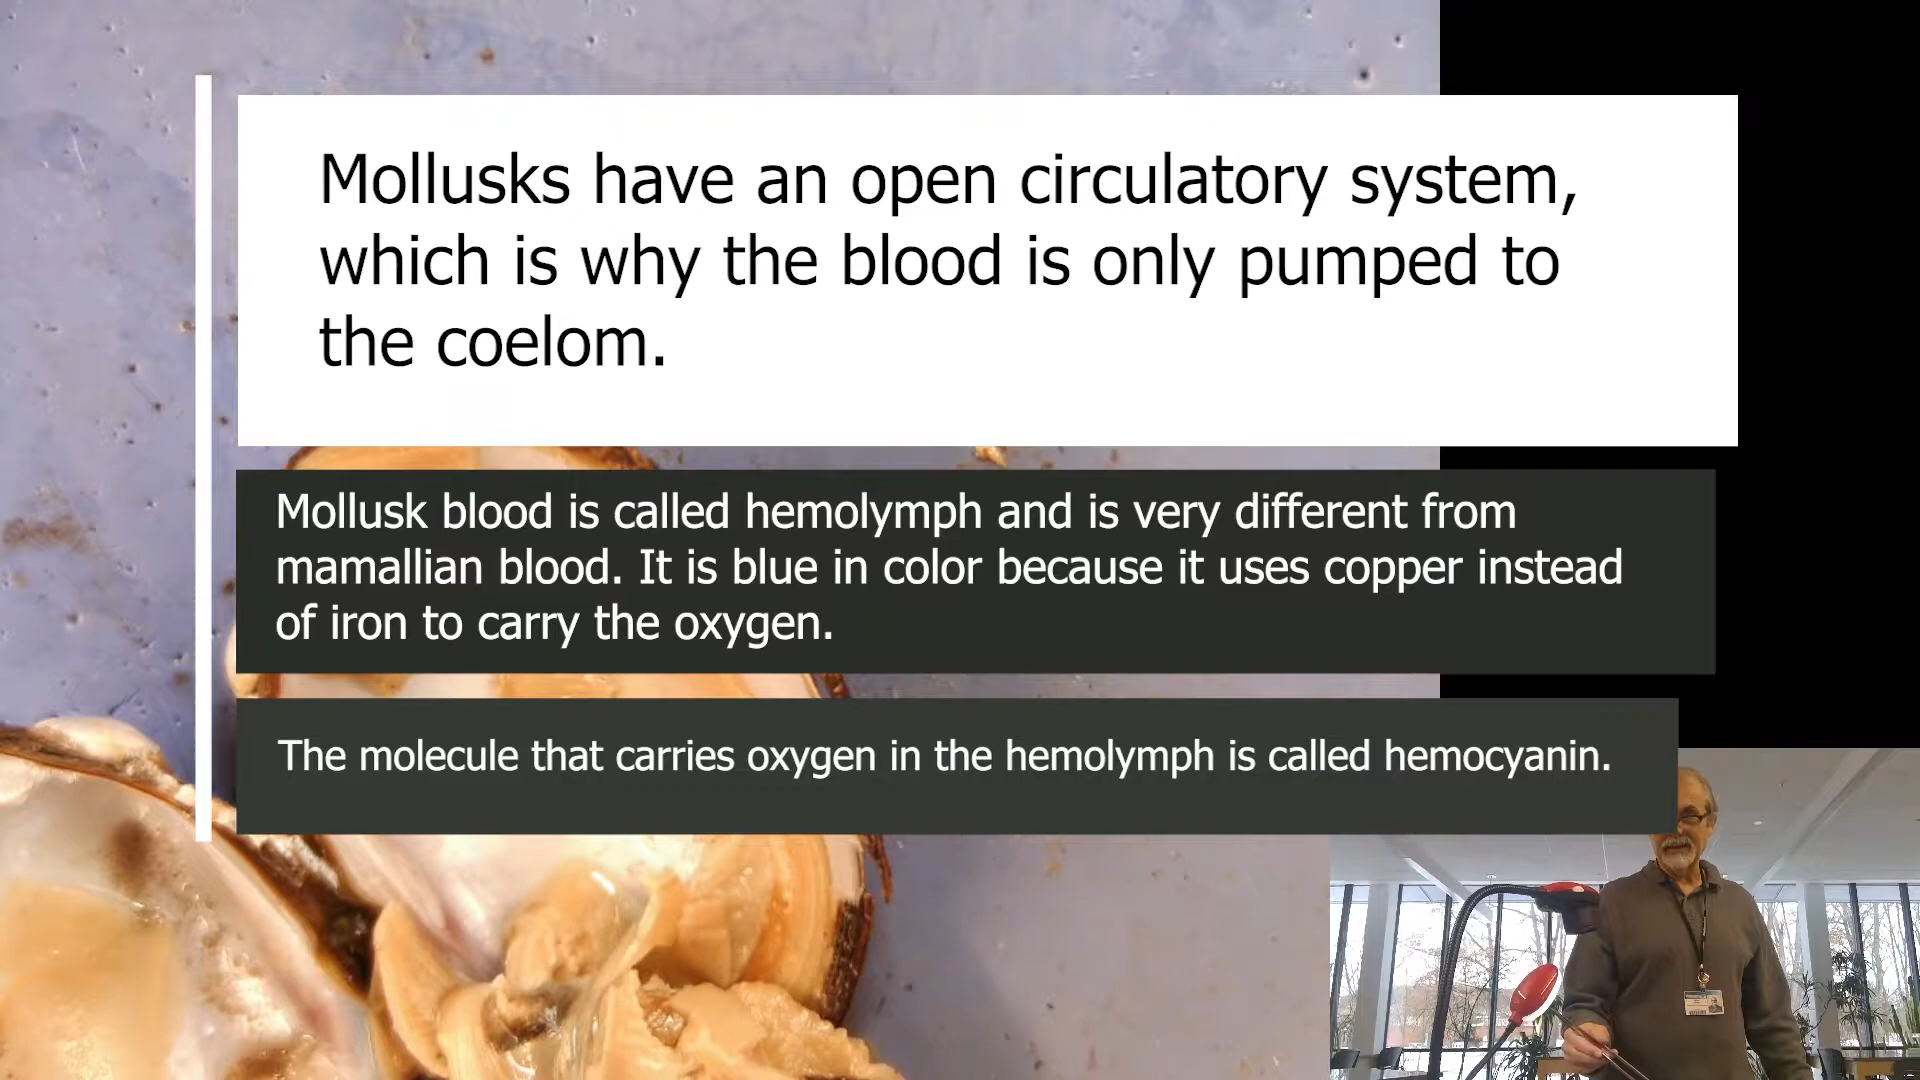 Mollusks have an open circulatory system,
which is why the blood is only pumped to
the coelom.
Mollusk blood is called hemolymph and is very different from
mamallian blood. It is blue in color because it uses copper instead
of iron to carry the oxygen.
The molecule that carries oxygen in the hemolymph is called hemocyanin.